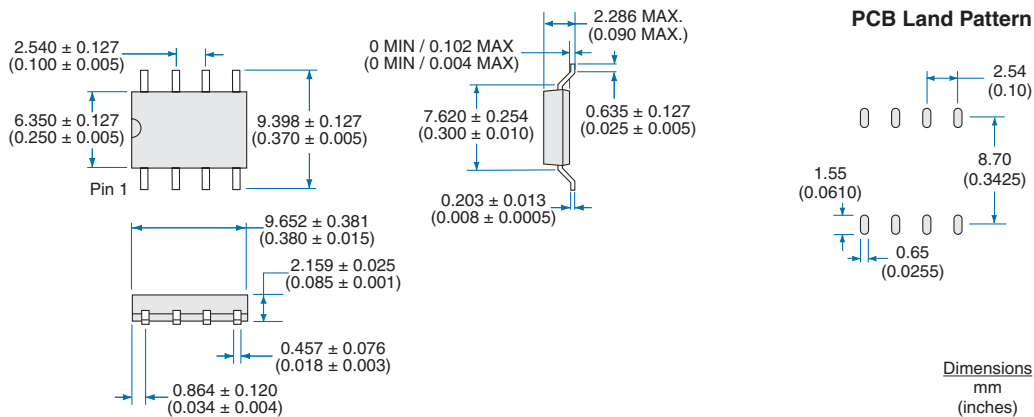 2.540 ± 0.127
(0.100 ± 0.005)
6.350 ± 0.127
(0.250 ± 0.005)
9.398 ± 0.127
(0.370 ± 0.005)
Pin 1
9.652 ± 0.381
(0.380 ± 0.015)
2.159 ± 0.025
(0.085 ± 0.001)
0.457 ± 0.076
(0.018 ± 0.003)
0.864 ± 0.120
(0.034 ± 0.004)
2.286 MAX.
(0.090 MAX.)
0 MIN / 0.102 MAX
(0 MIN / 0.004 MAX)
7.620 ± 0.254
(0.300 ± 0.010)
0.635 ± 0.127
(0.025 ± 0.005)
0.203 ± 0.013
(0.008 ± 0.0005)
PCB Land Pattern
2.54
(0.10)
8.70
(0.3425)
1.55
(0.0610)
0.65
(0.0255)
Dimensions
mm
(inches)